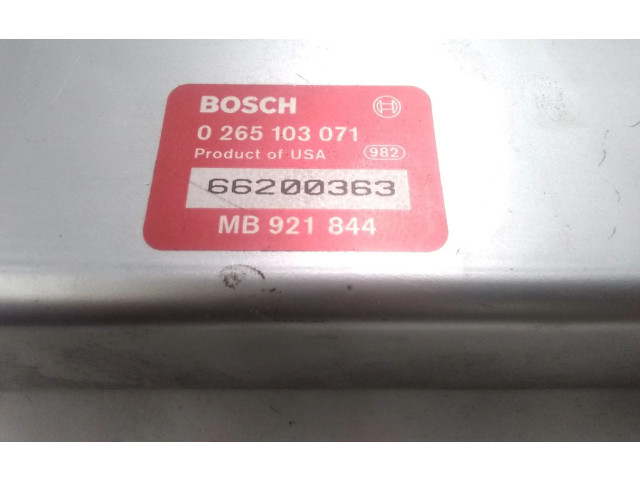 BOSCH
0 265 103 071
Product of USA 982
66200363
MB 921 844